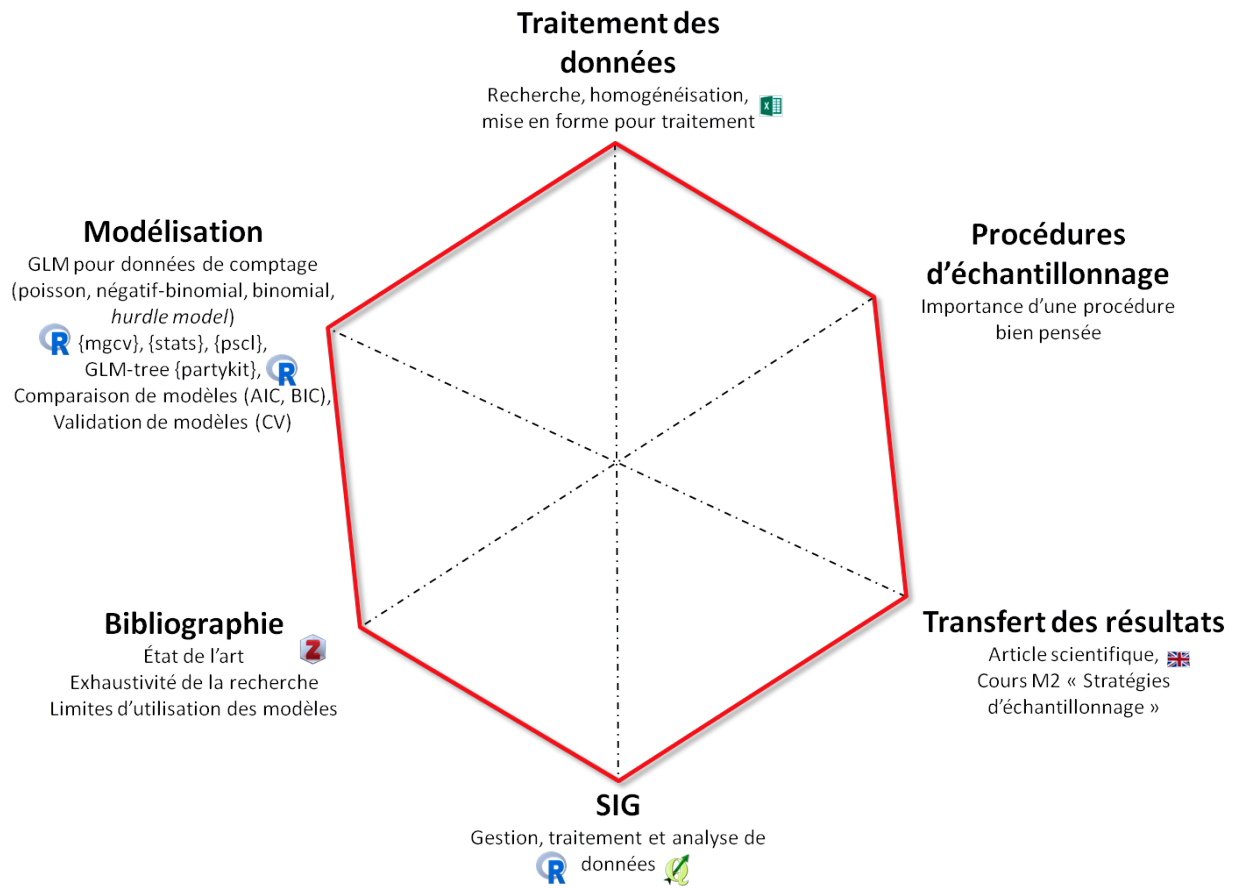 Traitement des
données
Recherche, homogénéisation,
mise en forme pour traitement
Modélisation
GLM pour données de comptage
(poisson, négatif-binomial, binomial,
hurdle model)
{mgcv}, {stats}, {pscl},
GLM-tree {partykit},
Comparaison de modèles (AIC, BIC),
Validation de modèles (CV)
Procédures
d’échantillonnage
Importance d’une procédure
bien pensée
Bibliographie
État de l’art
Exhaustivité de la recherche
Limites d’utilisation des modèles
Transfert des résultats
Article scientifique,
Cours M2 « Stratégies
d’échantillonnage »
SIG
Gestion, traitement et analyse de
données